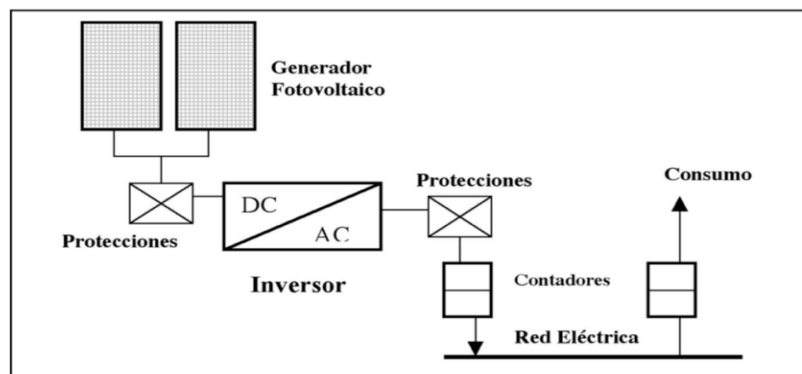 Generador
Fotovoltaico
Protecciones
Consumo
DC
Protecciones
AC
Contadores
Inversor
Red Eléctrica